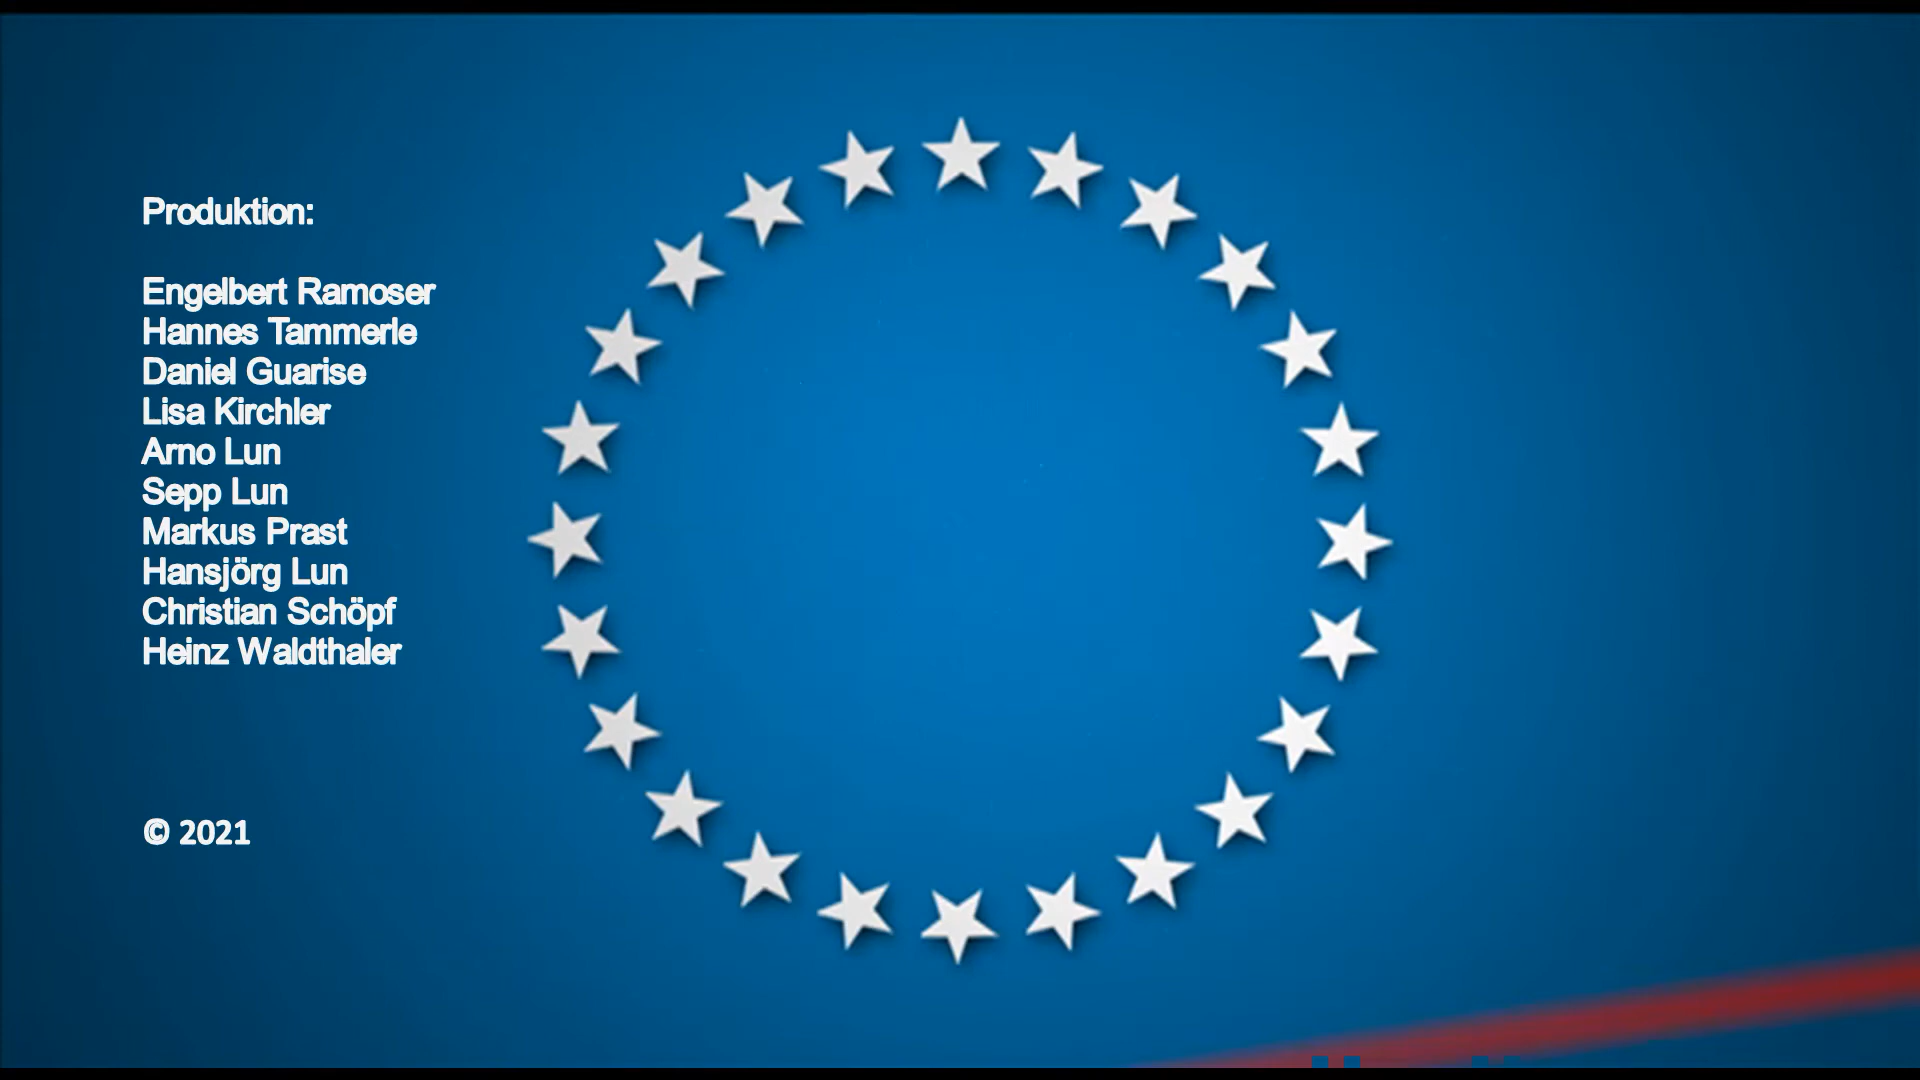 Produktion:
Engelbert Ramoser
Hannes Tammerle
Daniel Guarise
Lisa Kirchler
Arno Lun
Sepp Lun
Markus Prast
Hansjörg Lun
Christian Schöpf
Heinz Waldthaler
© 2021